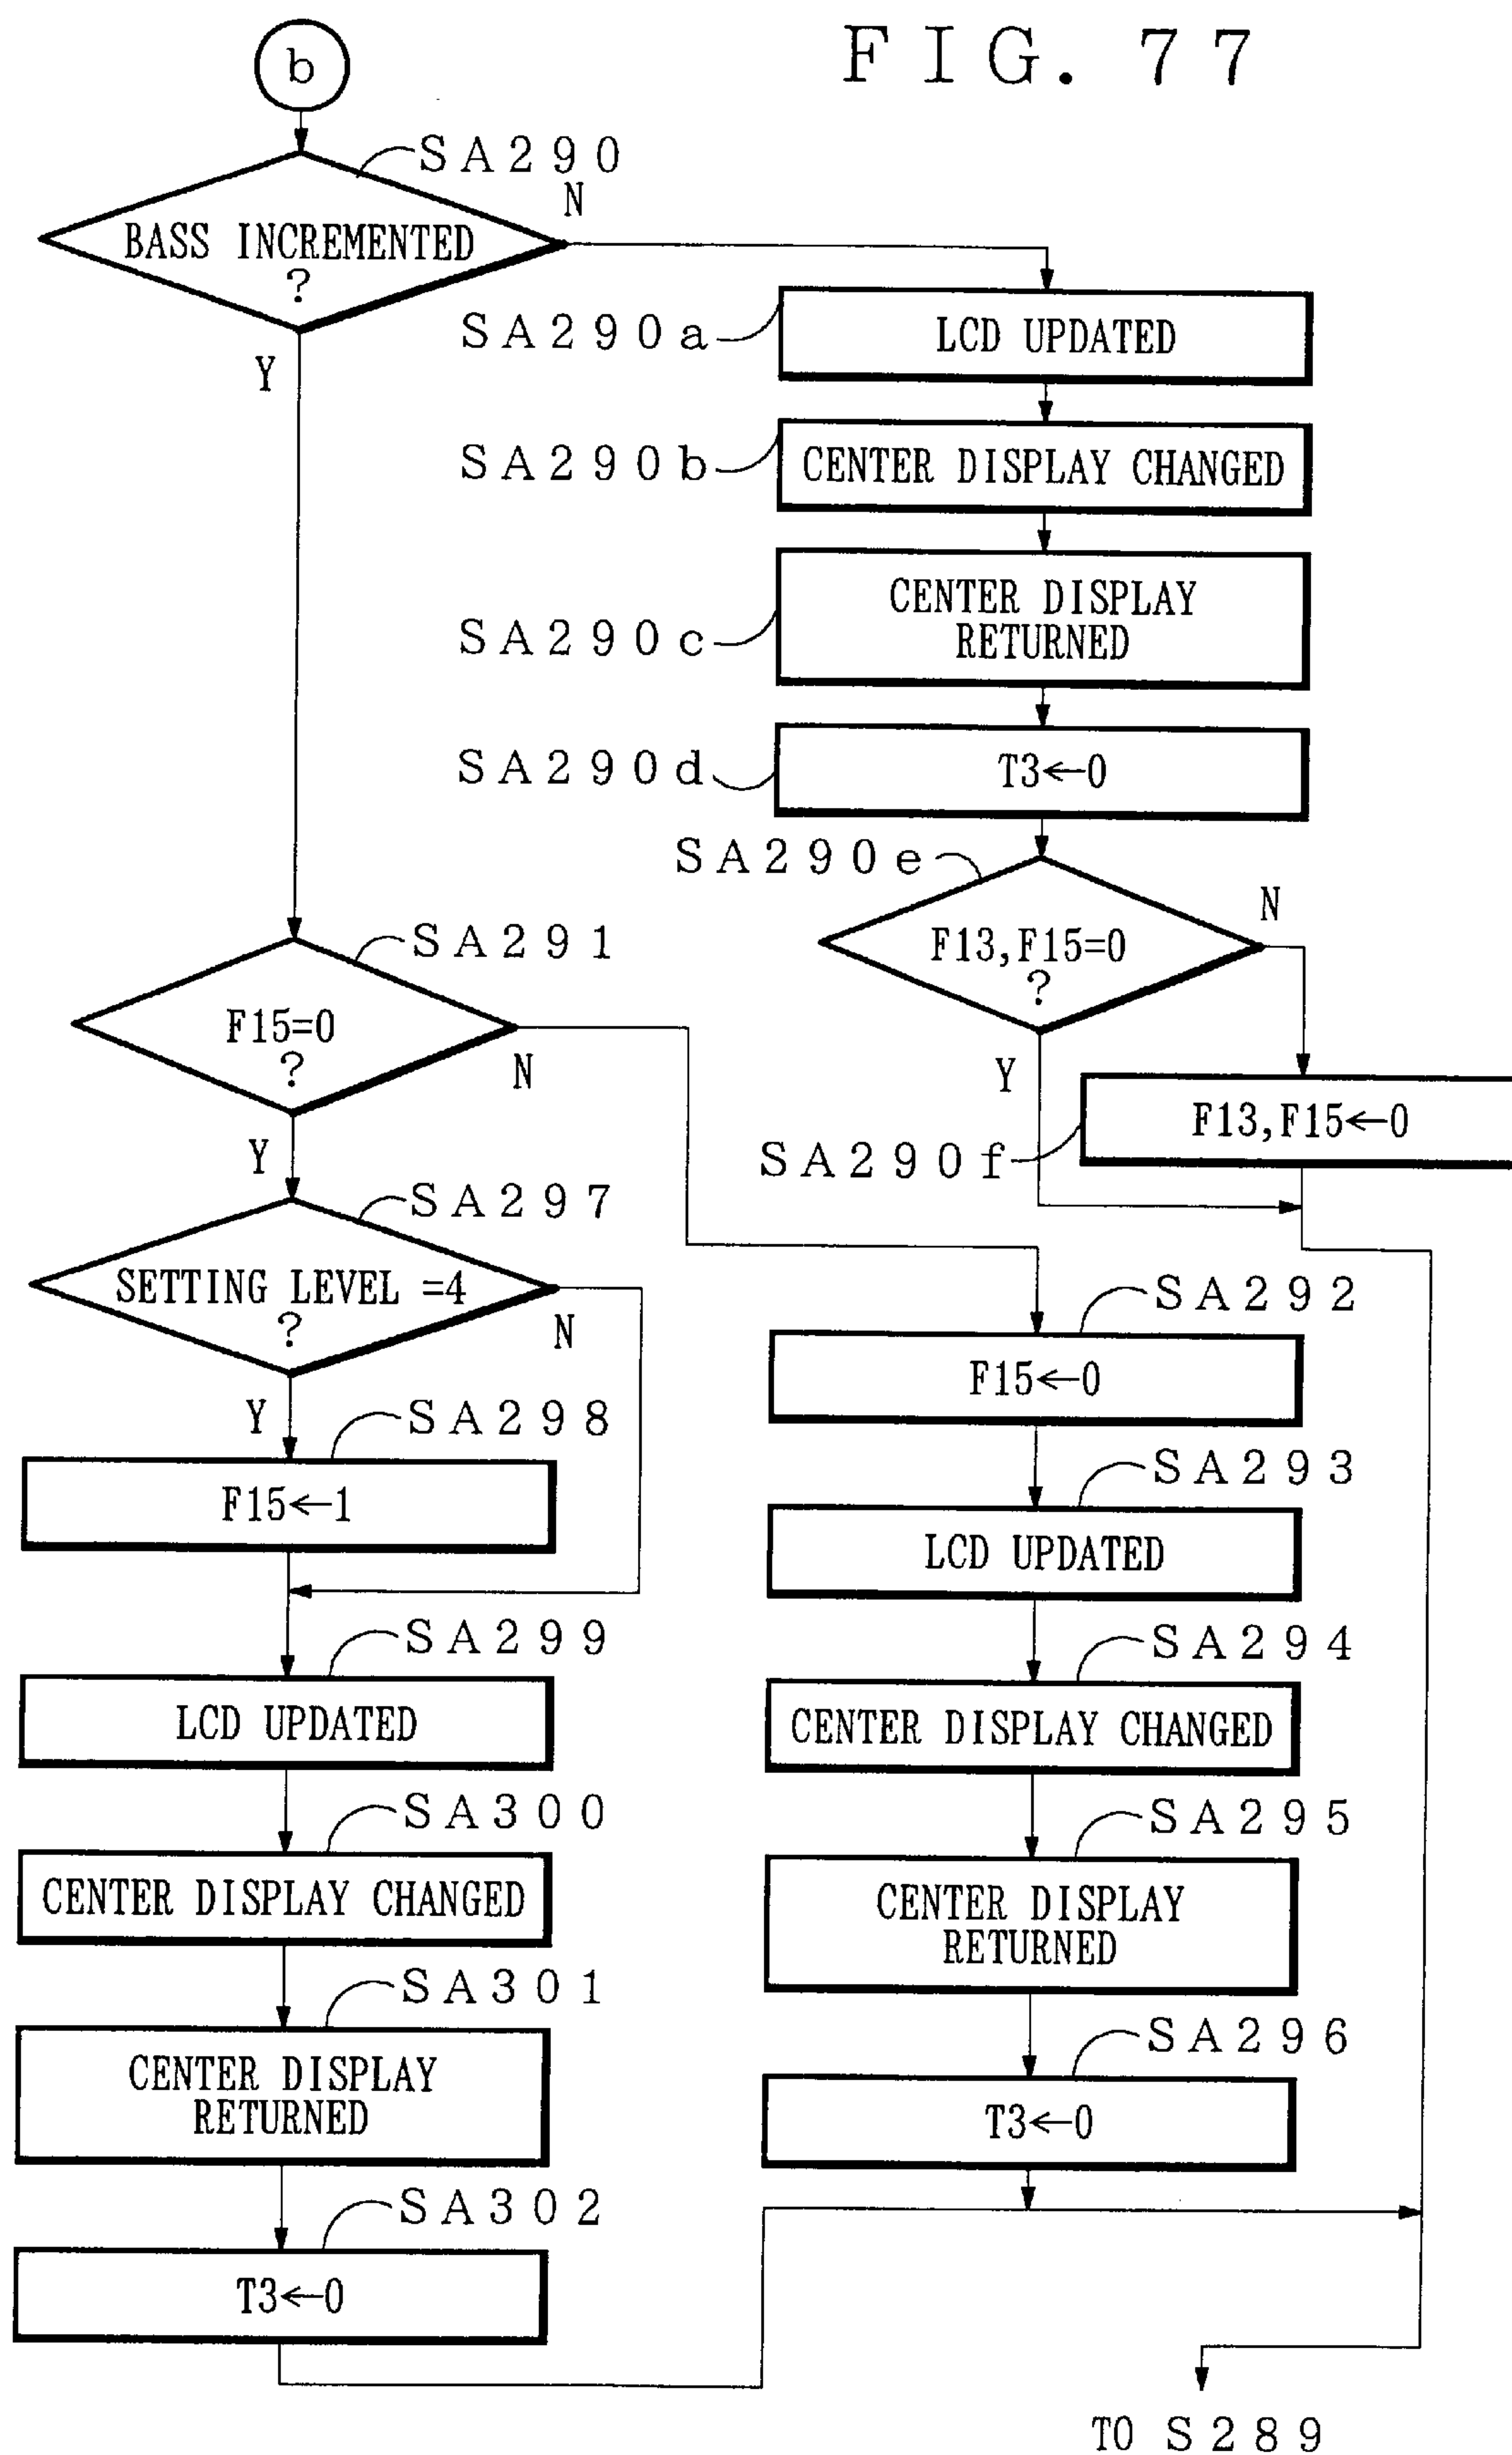 FIG. 77
b
SA290
BASS INCREMENTED
?
N
Y
SA290a
LCD UPDATED
SA290b
CENTER DISPLAY CHANGED
SA290c
CENTER DISPLAY
RETURNED
SA290d
T3←0
SA290e
F13,F15=0
?
N
Y
SA290f
F13,F15←0
SA291
F15=0
?
N
Y
SA297
SETTING LEVEL =4
?
N
Y
SA298
F15←1
SA299
LCD UPDATED
SA300
CENTER DISPLAY CHANGED
SA301
CENTER DISPLAY
RETURNED
SA302
T3←0
SA292
F15←0
SA293
LCD UPDATED
SA294
CENTER DISPLAY CHANGED
SA295
CENTER DISPLAY
RETURNED
SA296
T3←0
TO S289